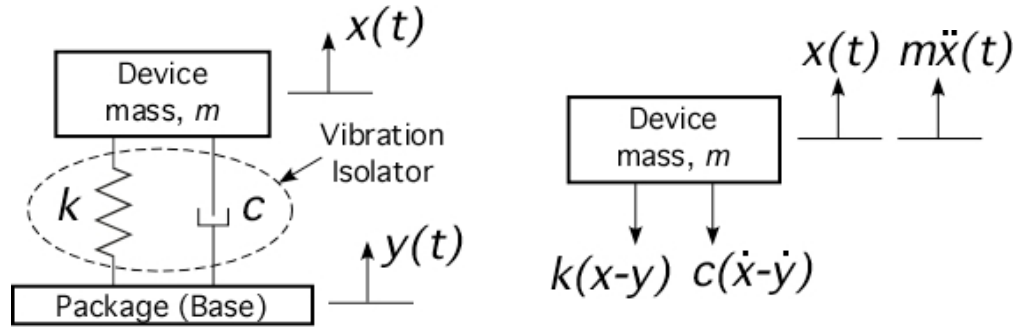 x(t)
Device
mass, m
Vibration
Isolator
k
c
y(t)
Package (Base)
x(t) mẍ(t)
Device
mass, m
k(x-y) c(ẋ-ẏ)